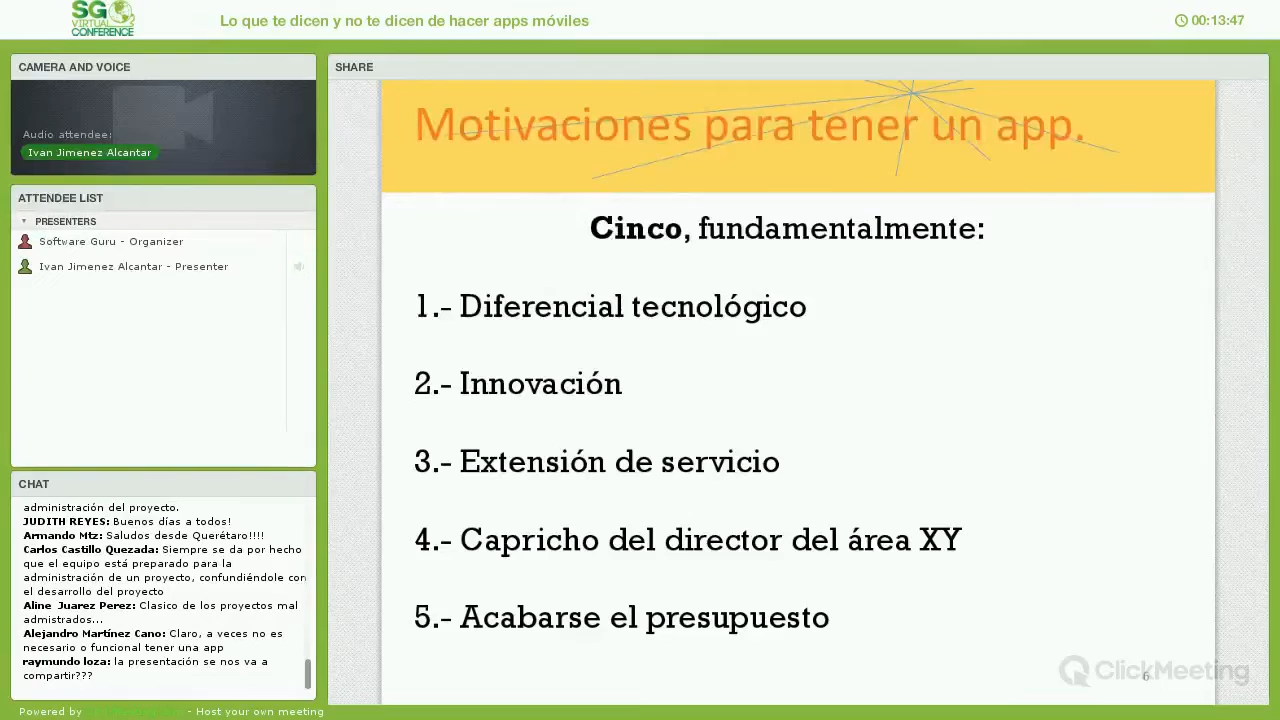 SG
VIRTUAL
CONFERENCE
Lo que te dicen y no te dicen de hacer apps móviles
00:13:47
CAMERA AND VOICE
Audio attendee:
Ivan Jimenez Alcantar
ATTENDEE LIST
PRESENTERS
Software Guru - Organizer
Ivan Jimenez Alcantar - Presenter
CHAT
administración del proyecto.
JUDITH REYES: Buenos días a todos!
Armando Mtz: Saludos desde Querétaro!!!!
Carlos Castillo Quezada: Siempre se da por hecho
que el equipo está preparado para la
administración de un proyecto, confundiéndole con
el desarrollo del proyecto
Aline Juarez Perez: Clasico de los proyectos mal
admistrados...
Alejandro Martínez Cano: Claro, a veces no es
necesario o funcional tener una app
raymundo loza: la presentación se nos va a
compartir???
Powered by - Host your own meeting
SHARE
Motivaciones para tener un app.
Cinco, fundamentalmente:
1.- Diferencial tecnológico
2.- Innovación
3.- Extensión de servicio
4.- Capricho del director del área XY
5.- Acabarse el presupuesto
6
ClickMeeting